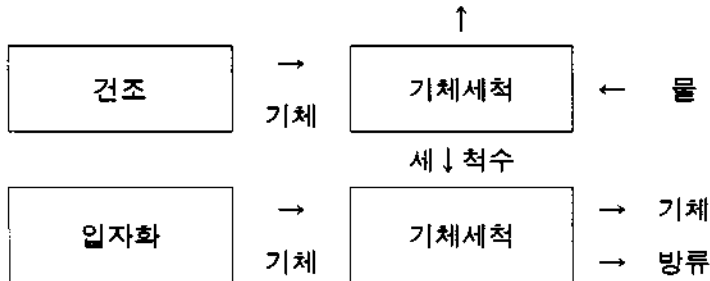 ↑
건조 → 기체세척 ← 물
기체
세↓척수
입자화 → 기체세척 → 기체
기체 → 방류